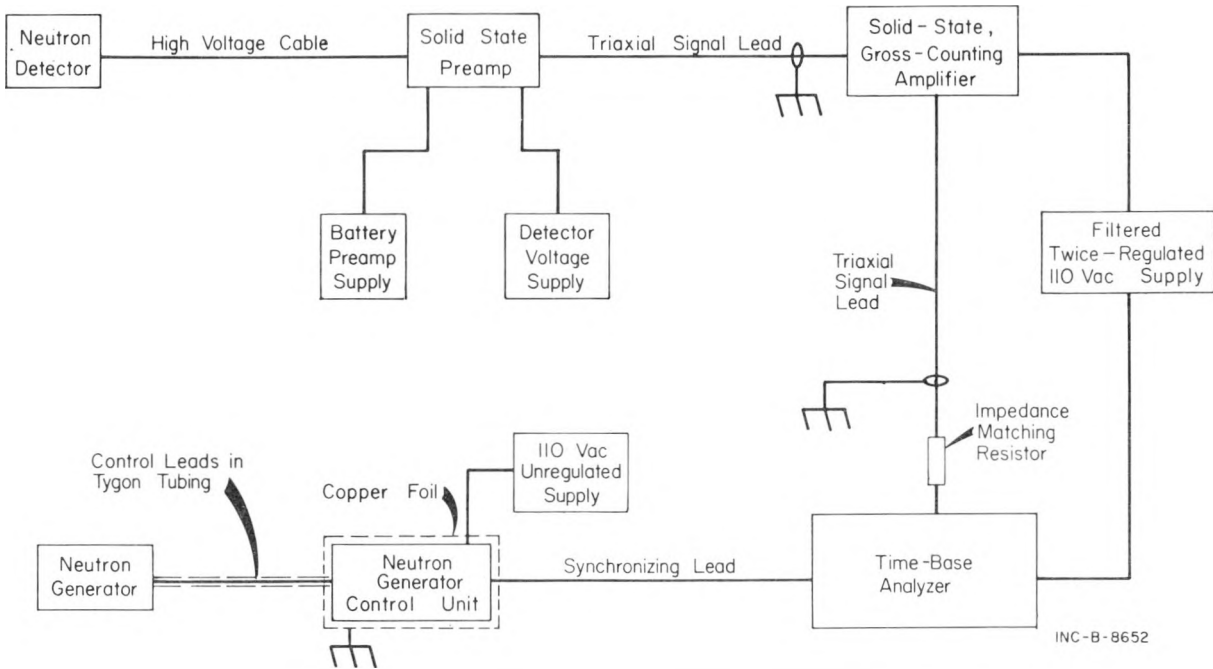 Neutron
Detector
High Voltage Cable
Solid State
Preamp
Triaxial Signal Lead
Solid-State,
Gross-Counting
Amplifier
Battery
Preamp
Supply
Detector
Voltage
Supply
Triaxial
Signal
Lead
Filtered
Twice-Regulated
110 Vac Supply
Impedance
Matching
Resistor
Control Leads in
Tygon Tubing
Copper Foil
110 Vac
Unregulated
Supply
Neutron
Generator
Neutron
Generator
Control Unit
Synchronizing Lead
Time-Base
Analyzer
INC-B-8652